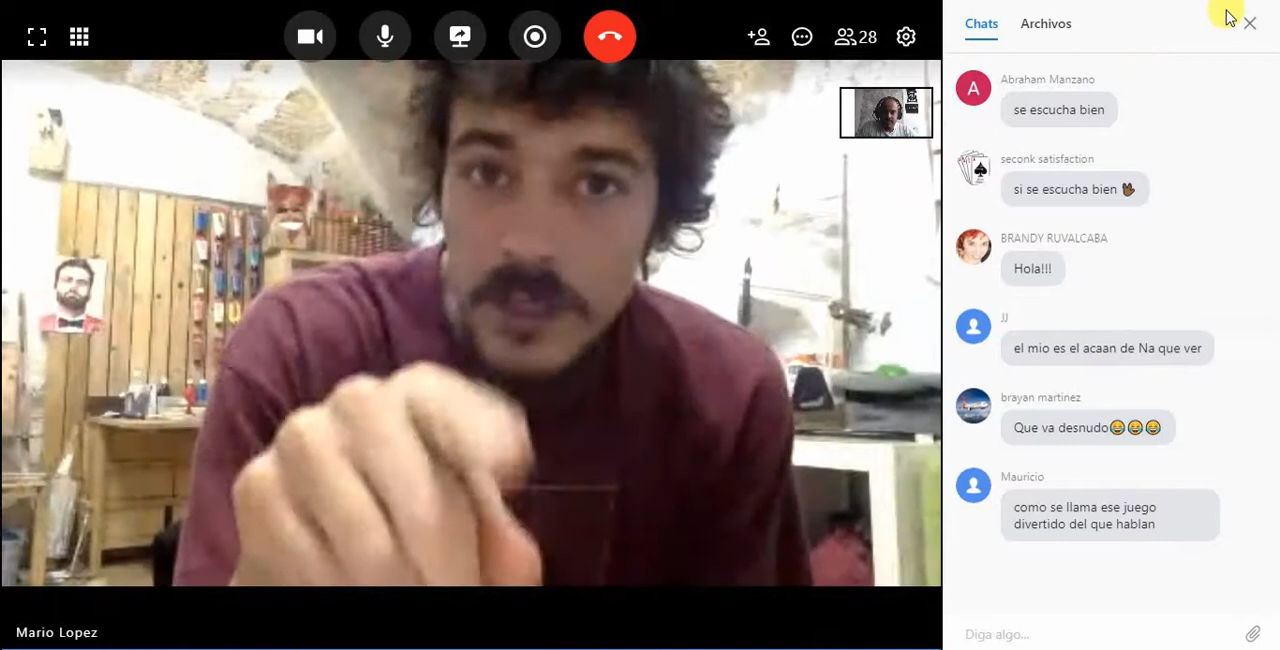 28
Chats
Archivos
Abraham Manzano
A
se escucha bien
seconk satisfaction
si se escucha bien
BRANDY RUVALCABA
Hola!!!
JJ
el mio es el acaan de Na que ver
brayan martinez
Que va desnudo
Mauricio
como se llama ese juego
divertido del que hablan
Mario Lopez
Diga algo...